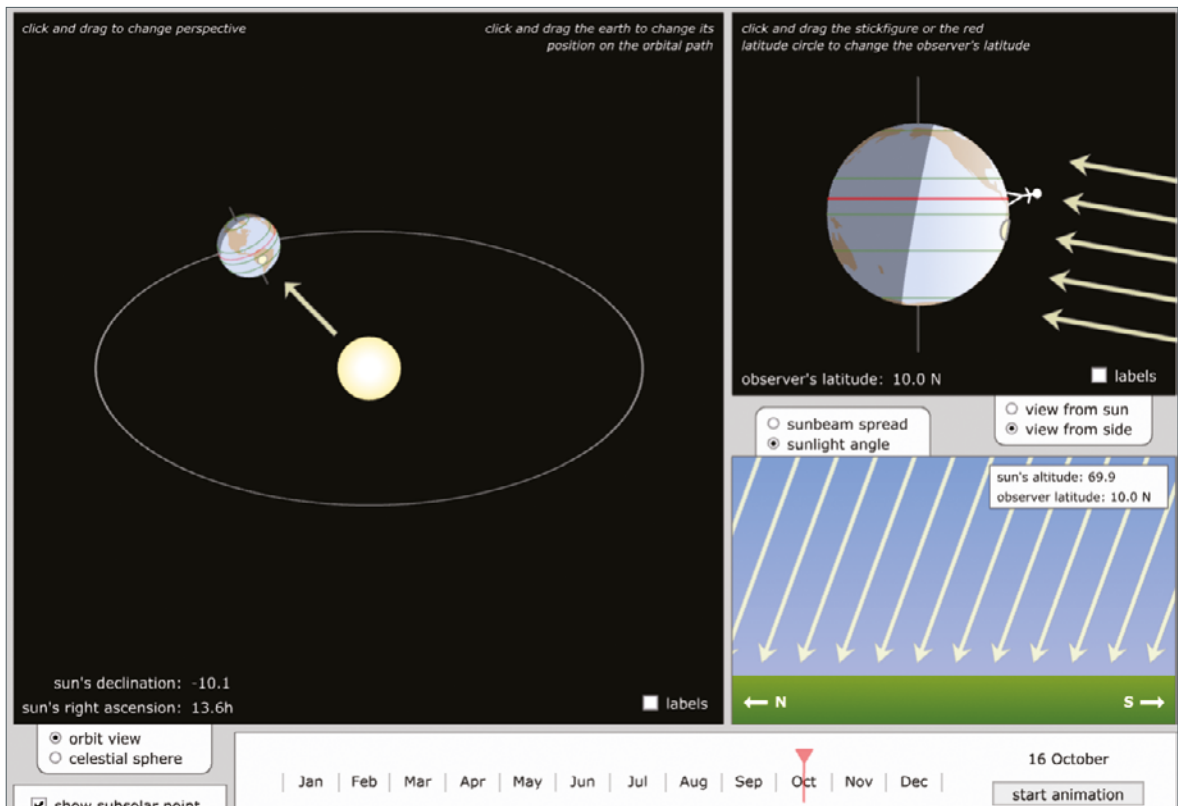 click and drag to change perspective
click and drag the earth to change its
position on the orbital path
sun's declination: -10.1
sun's right ascension: 13.6h
labels
click and drag the stickfigure or the red
latitude circle to change the observer's latitude
observer's latitude: 10.0 N
labels
view from sun
view from side
sunbeam spread
sunlight angle
sun's altitude: 69.9
observer latitude: 10.0 N
N
S
orbit view
celestial sphere
show subsolar point
Jan Feb Mar Apr May Jun Jul Aug Sep Oct Nov Dec
16 October
start animation